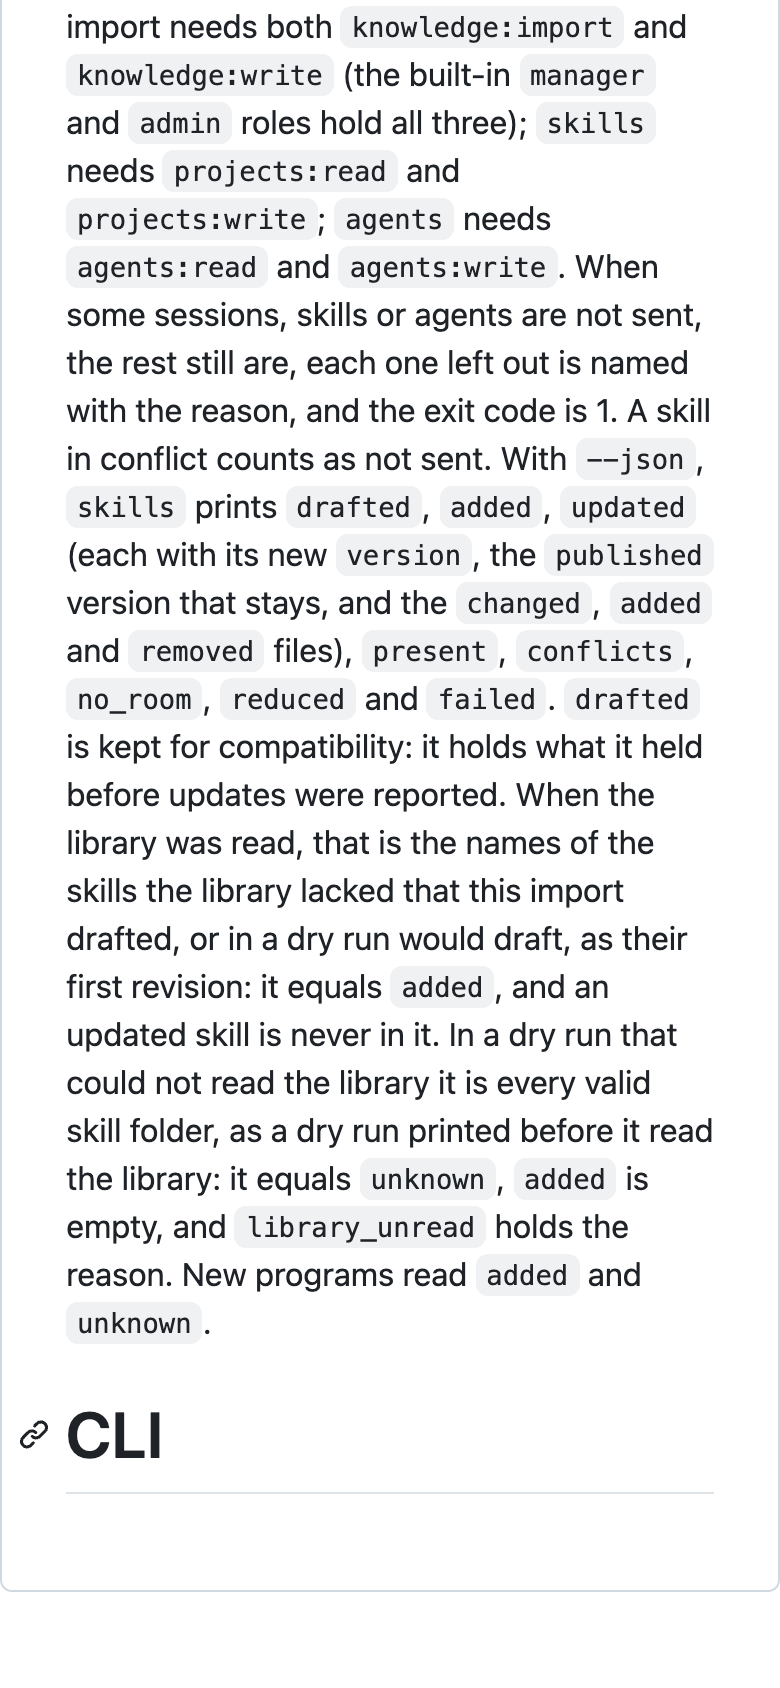 import needs both knowledge:import and
knowledge:write (the built-in manager
and admin roles hold all three); skills
needs projects:read and
projects:write; agents needs
agents:read and agents:write. When
some sessions, skills or agents are not sent,
the rest still are, each one left out is named
with the reason, and the exit code is 1. A skill
in conflict counts as not sent. With --json,
skills prints drafted, added, updated
(each with its new version, the published
version that stays, and the changed, added
and removed files), present, conflicts,
no_room, reduced and failed. drafted
is kept for compatibility: it holds what it held
before updates were reported. When the
library was read, that is the names of the
skills the library lacked that this import
drafted, or in a dry run would draft, as their
first revision: it equals added, and an
updated skill is never in it. In a dry run that
could not read the library it is every valid
skill folder, as a dry run printed before it read
the library: it equals unknown, added is
empty, and library_unread holds the
reason. New programs read added and
unknown.
CLI